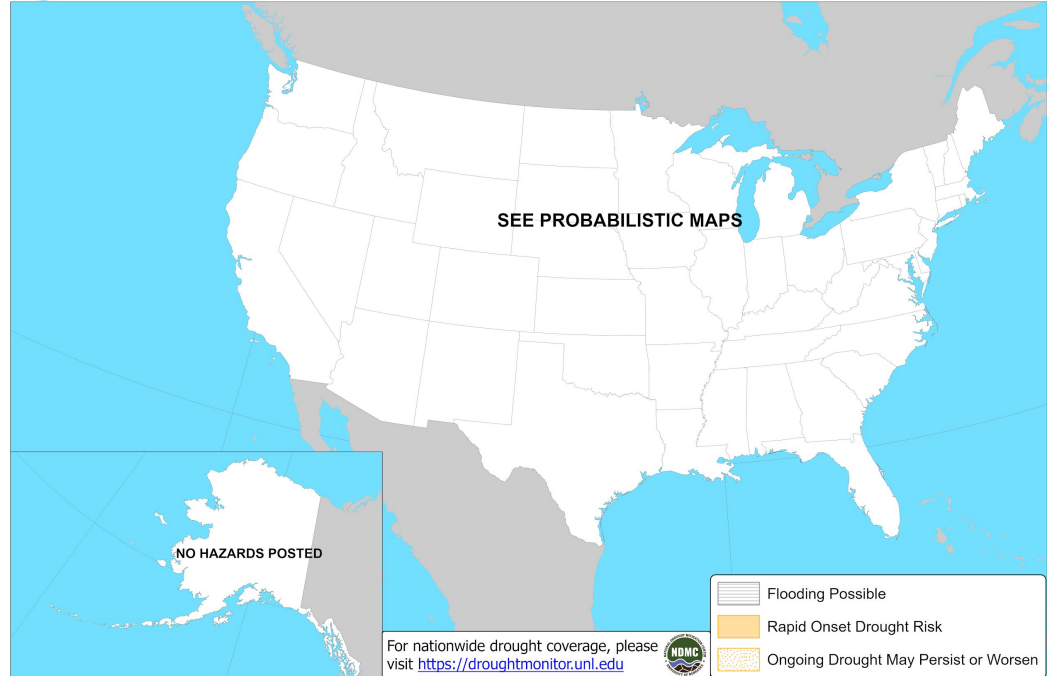 SEE PROBABILISTIC MAPS
NO HAZARDS POSTED
For nationwide drought coverage, please
visit https://droughtmonitor.unl.edu
NDMC
Flooding Possible
Rapid Onset Drought Risk
Ongoing Drought May Persist or Worsen